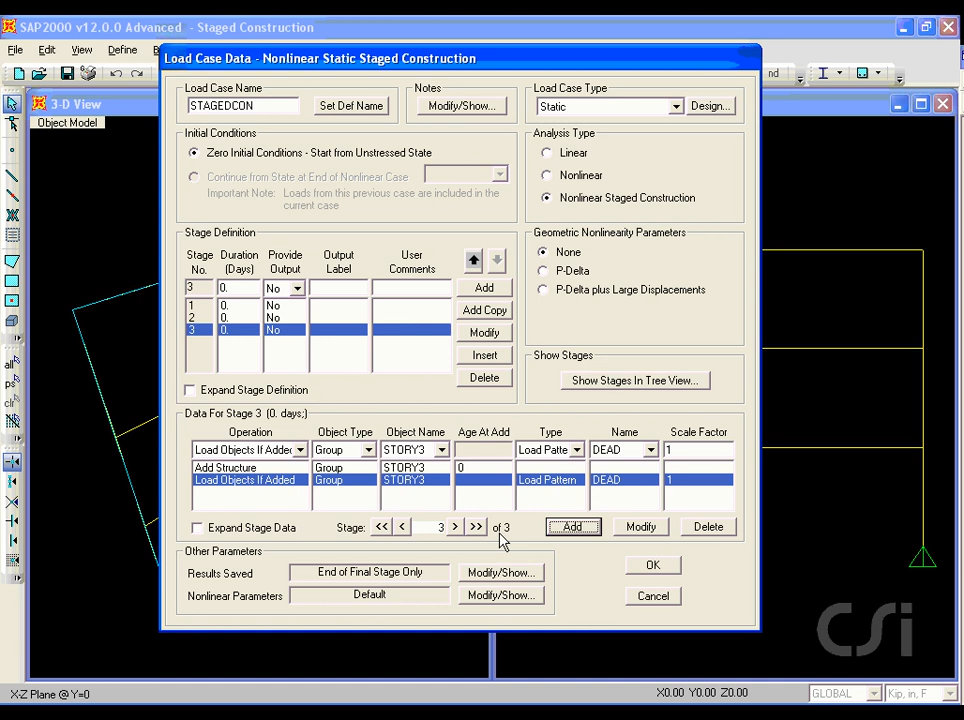 SAP2000 v12.0.0 Advanced - Staged Construction
File Edit View Define
Load Case Data - Nonlinear Static Staged Construction
nd
3-D View
Object Model
Load Case Name
STAGEDCON
Set Def Name
Notes
Modify/Show...
Load Case Type
Static
Design...
Initial Conditions
Zero Initial Conditions - Start from Unstressed State
Continue from State at End of Nonlinear Case
Important Note: Loads from this previous case are included in the
current case
Analysis Type
Linear
Nonlinear
Nonlinear Staged Construction
Stage Definition
Stage No. Duration (Days) Provide Output Output Label User Comments
3 0. No
1 0. No
2 0. No
3 0. No
Add
Add Copy
Modify
Insert
Delete
Expand Stage Definition
Geometric Nonlinearity Parameters
None
P-Delta
P-Delta plus Large Displacements
Show Stages
Show Stages In Tree View...
Data For Stage 3 (0. days;)
Operation Object Type Object Name Age At Add Type Name Scale Factor
Load Objects If Added Group STORY3 Load Patte DEAD 1
Add Structure Group STORY3 0
Load Objects If Added Group STORY3 Load Pattern DEAD 1
Expand Stage Data
Stage: << < 3 > >> of 3
Add Modify Delete
Other Parameters
Results Saved End of Final Stage Only Modify/Show...
Nonlinear Parameters Default Modify/Show...
OK
Cancel
all
ps
clr
CSi
X-Z Plane @ Y=0
X0.00 Y0.00 Z0.00
GLOBAL
Kip, in, F